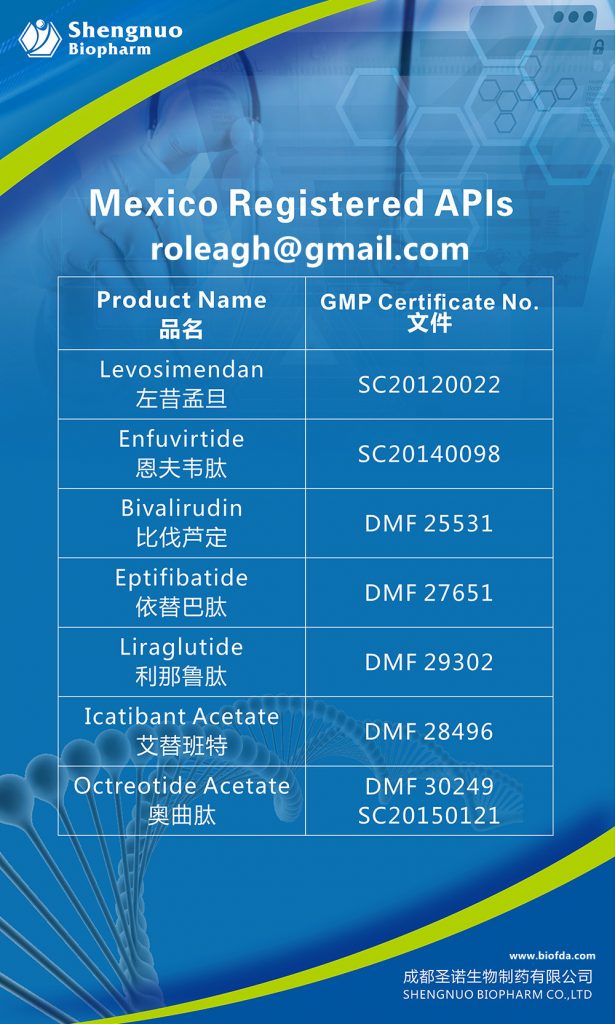 Shengnuo
Biopharm
Mexico Registered APIs
roleagh@gmail.com
Product Name
品名
GMP Certificate No.
文件
Levosimendan
左昔孟旦
SC20120022
Enfuvirtide
恩夫韦肽
SC20140098
Bivalirudin
比伐芦定
DMF 25531
Eptifibatide
依替巴肽
DMF 27651
Liraglutide
利那鲁肽
DMF 29302
Icatibant Acetate
艾替班特
DMF 28496
Octreotide Acetate
奥曲肽
DMF 30249
SC20150121
www.biofda.com
成都圣诺生物制药有限公司
SHENGNUO BIOPHARM CO.,LTD